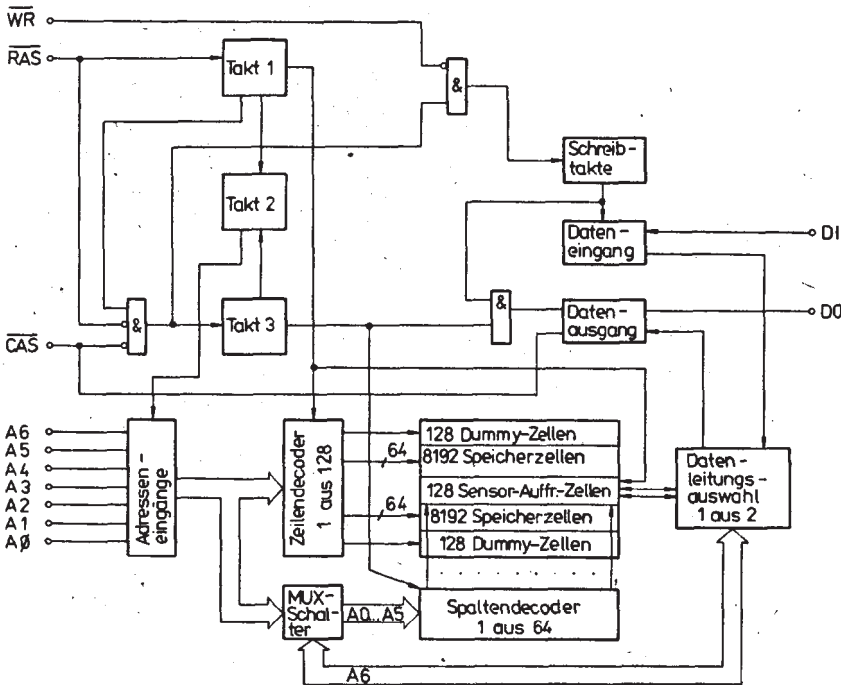 WR
RAS
Takt 1
&
Schreib-
takte
Takt 2
Daten-
eingang
DI
&
Takt 3
&
Daten-
ausgang
DO
CAS
A6
A5
A4
A3
A2
A1
AØ
Adressen-
eingänge
Zeilendecoder
1 aus 128
64
64
128 Dummy-Zellen
8192 Speicherzellen
128 Sensor-Auffr.-Zellen
8192 Speicherzellen
128 Dummy-Zellen
Daten-
leitungs-
auswahl
1 aus 2
MUX-
Schal-
ter
A0...A5
Spaltendecoder
1 aus 64
A6